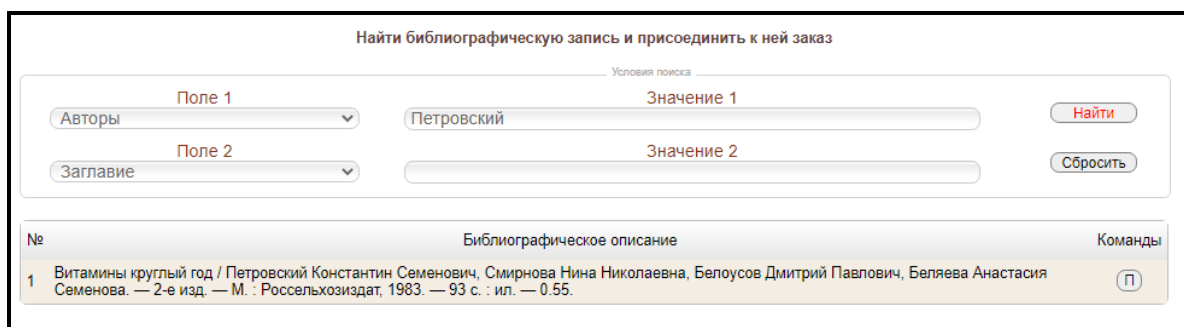 Найти библиографическую запись и присоединить к ней заказ
Условия поиска
Поле 1 Значение 1
Авторы Петровский Найти
Поле 2 Значение 2
Заглавие Сбросить
№ Библиографическое описание Команды
1 Витамины круглый год / Петровский Константин Семенович, Смирнова Нина Николаевна, Белоусов Дмитрий Павлович, Беляева Анастасия П
Семенова. — 2-е изд. — М. : Россельхозиздат, 1983. — 93 с. : ил. — 0.55.